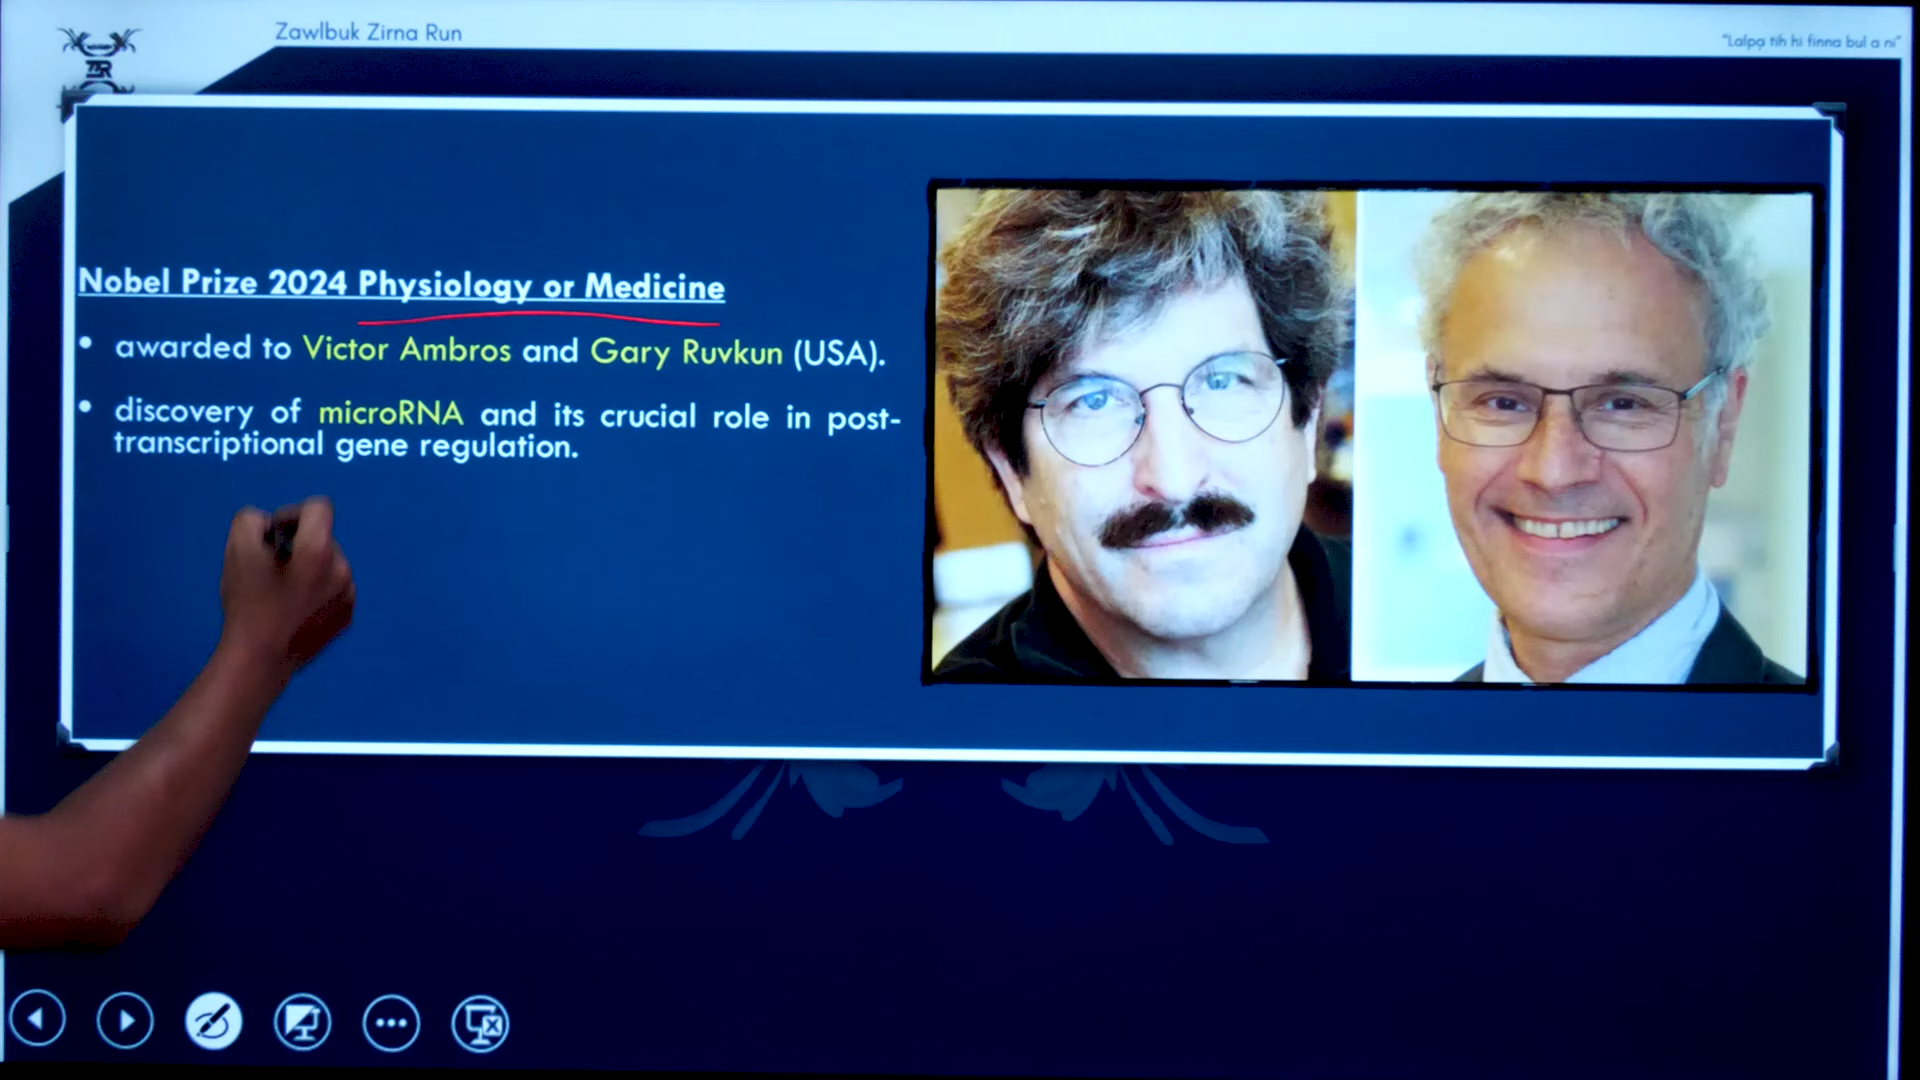 Zawlbuk Zirna Run
"Lalpa tih hi finna bul a ni"
ZR
Nobel Prize 2024 Physiology or Medicine
• awarded to Victor Ambros and Gary Ruvkun (USA).
• discovery of microRNA and its crucial role in post-
transcriptional gene regulation.